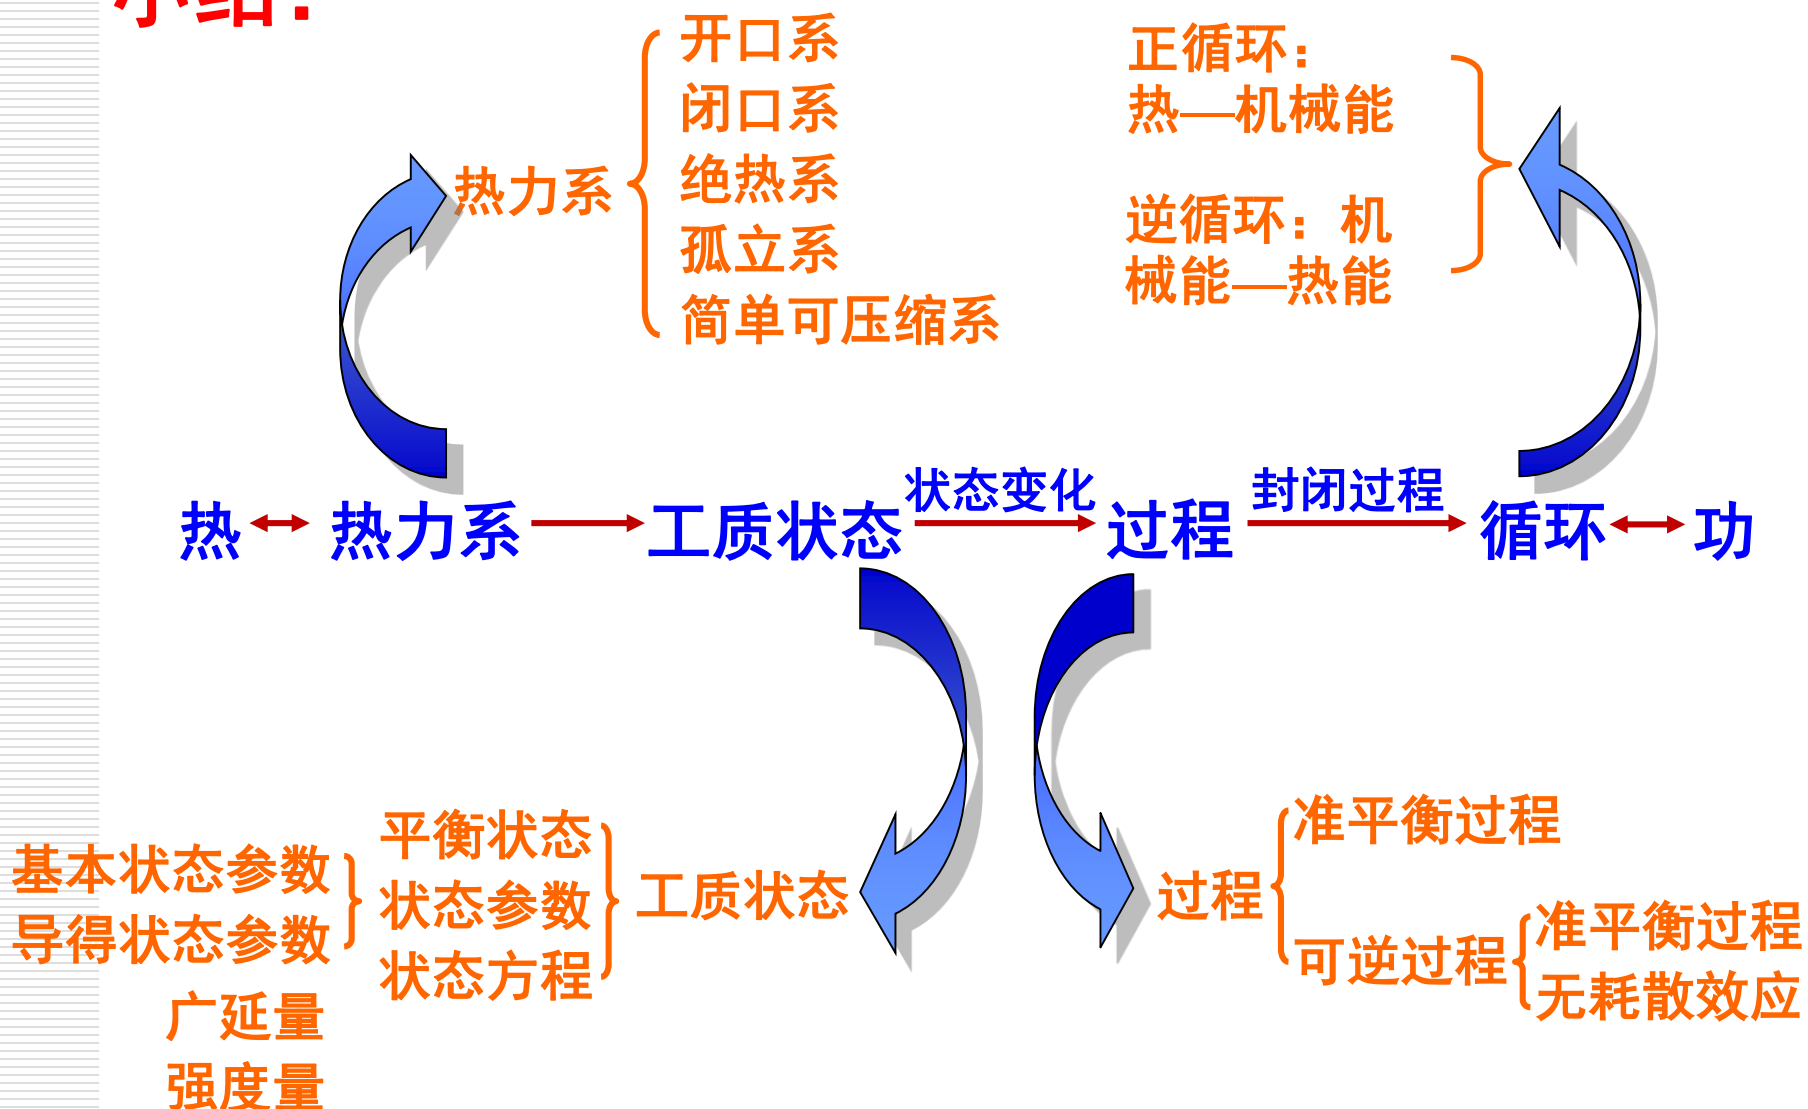 小结：
开口系
闭口系
绝热系
孤立系
简单可压缩系
热力系
正循环：
热—机械能
逆循环：机
械能—热能
状态变化
封闭过程
热
热力系
工质状态
过程
循环
功
基本状态参数
导得状态参数
广延量
强度量
平衡状态
状态参数
状态方程
工质状态
过程
准平衡过程
可逆过程
准平衡过程
无耗散效应